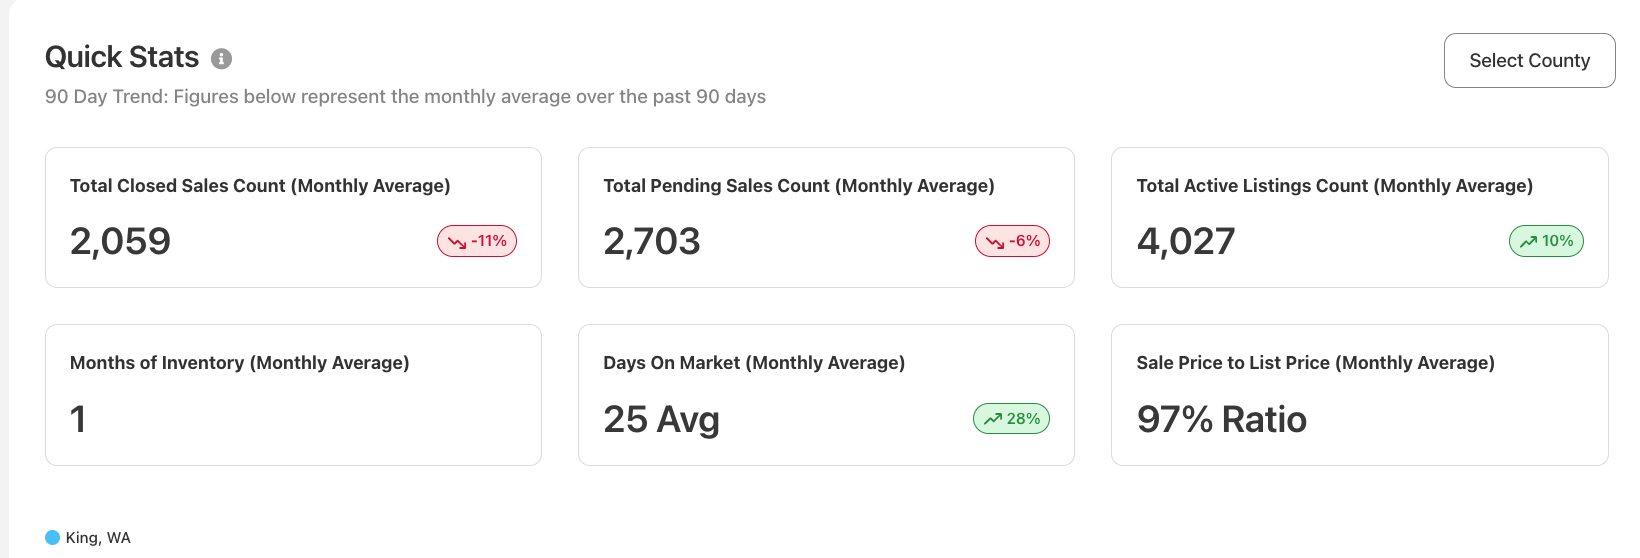 Quick Stats
Select County
90 Day Trend: Figures below represent the monthly average over the past 90 days
Total Closed Sales Count (Monthly Average)
2,059
-11%
Total Pending Sales Count (Monthly Average)
2,703
-6%
Total Active Listings Count (Monthly Average)
4,027
10%
Months of Inventory (Monthly Average)
1
Days On Market (Monthly Average)
25 Avg
28%
Sale Price to List Price (Monthly Average)
97% Ratio
King, WA